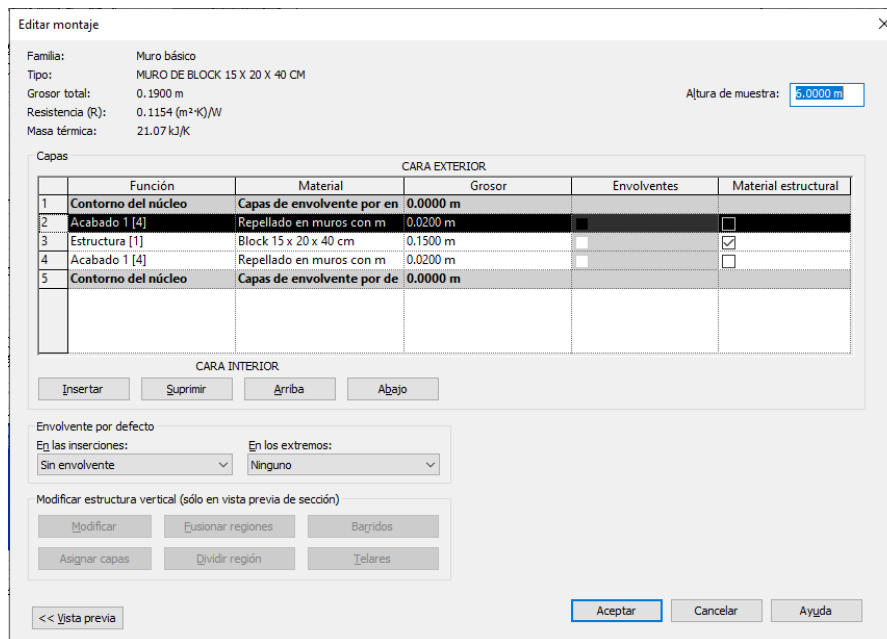 Editar montaje
Familia: Muro básico
Tipo: MURO DE BLOCK 15 X 20 X 40 CM
Grosor total: 0.1900 m
Altura de muestra: 6.0000 m
Resistencia (R): 0.1154 (m²·K)/W
Masa térmica: 21.07 kJ/K
Capas
CARA EXTERIOR
Función Material Grosor Envolventes Material estructural
1 Contorno del núcleo Capas de envolvente por en 0.0000 m
2 Acabado 1 [4] Repellado en muros con m 0.0200 m
3 Estructura [1] Block 15 x 20 x 40 cm 0.1500 m
4 Acabado 1 [4] Repellado en muros con m 0.0200 m
5 Contorno del núcleo Capas de envolvente por de 0.0000 m
CARA INTERIOR
Insertar Suprimir Arriba Abajo
Envolvente por defecto
En las inserciones: En los extremos:
Sin envolvente Ninguno
Modificar estructura vertical (sólo en vista previa de sección)
Modificar Fusionar regiones Barridos
Asignar capas Dividir región Telares
<< Vista previa Aceptar Cancelar Ayuda